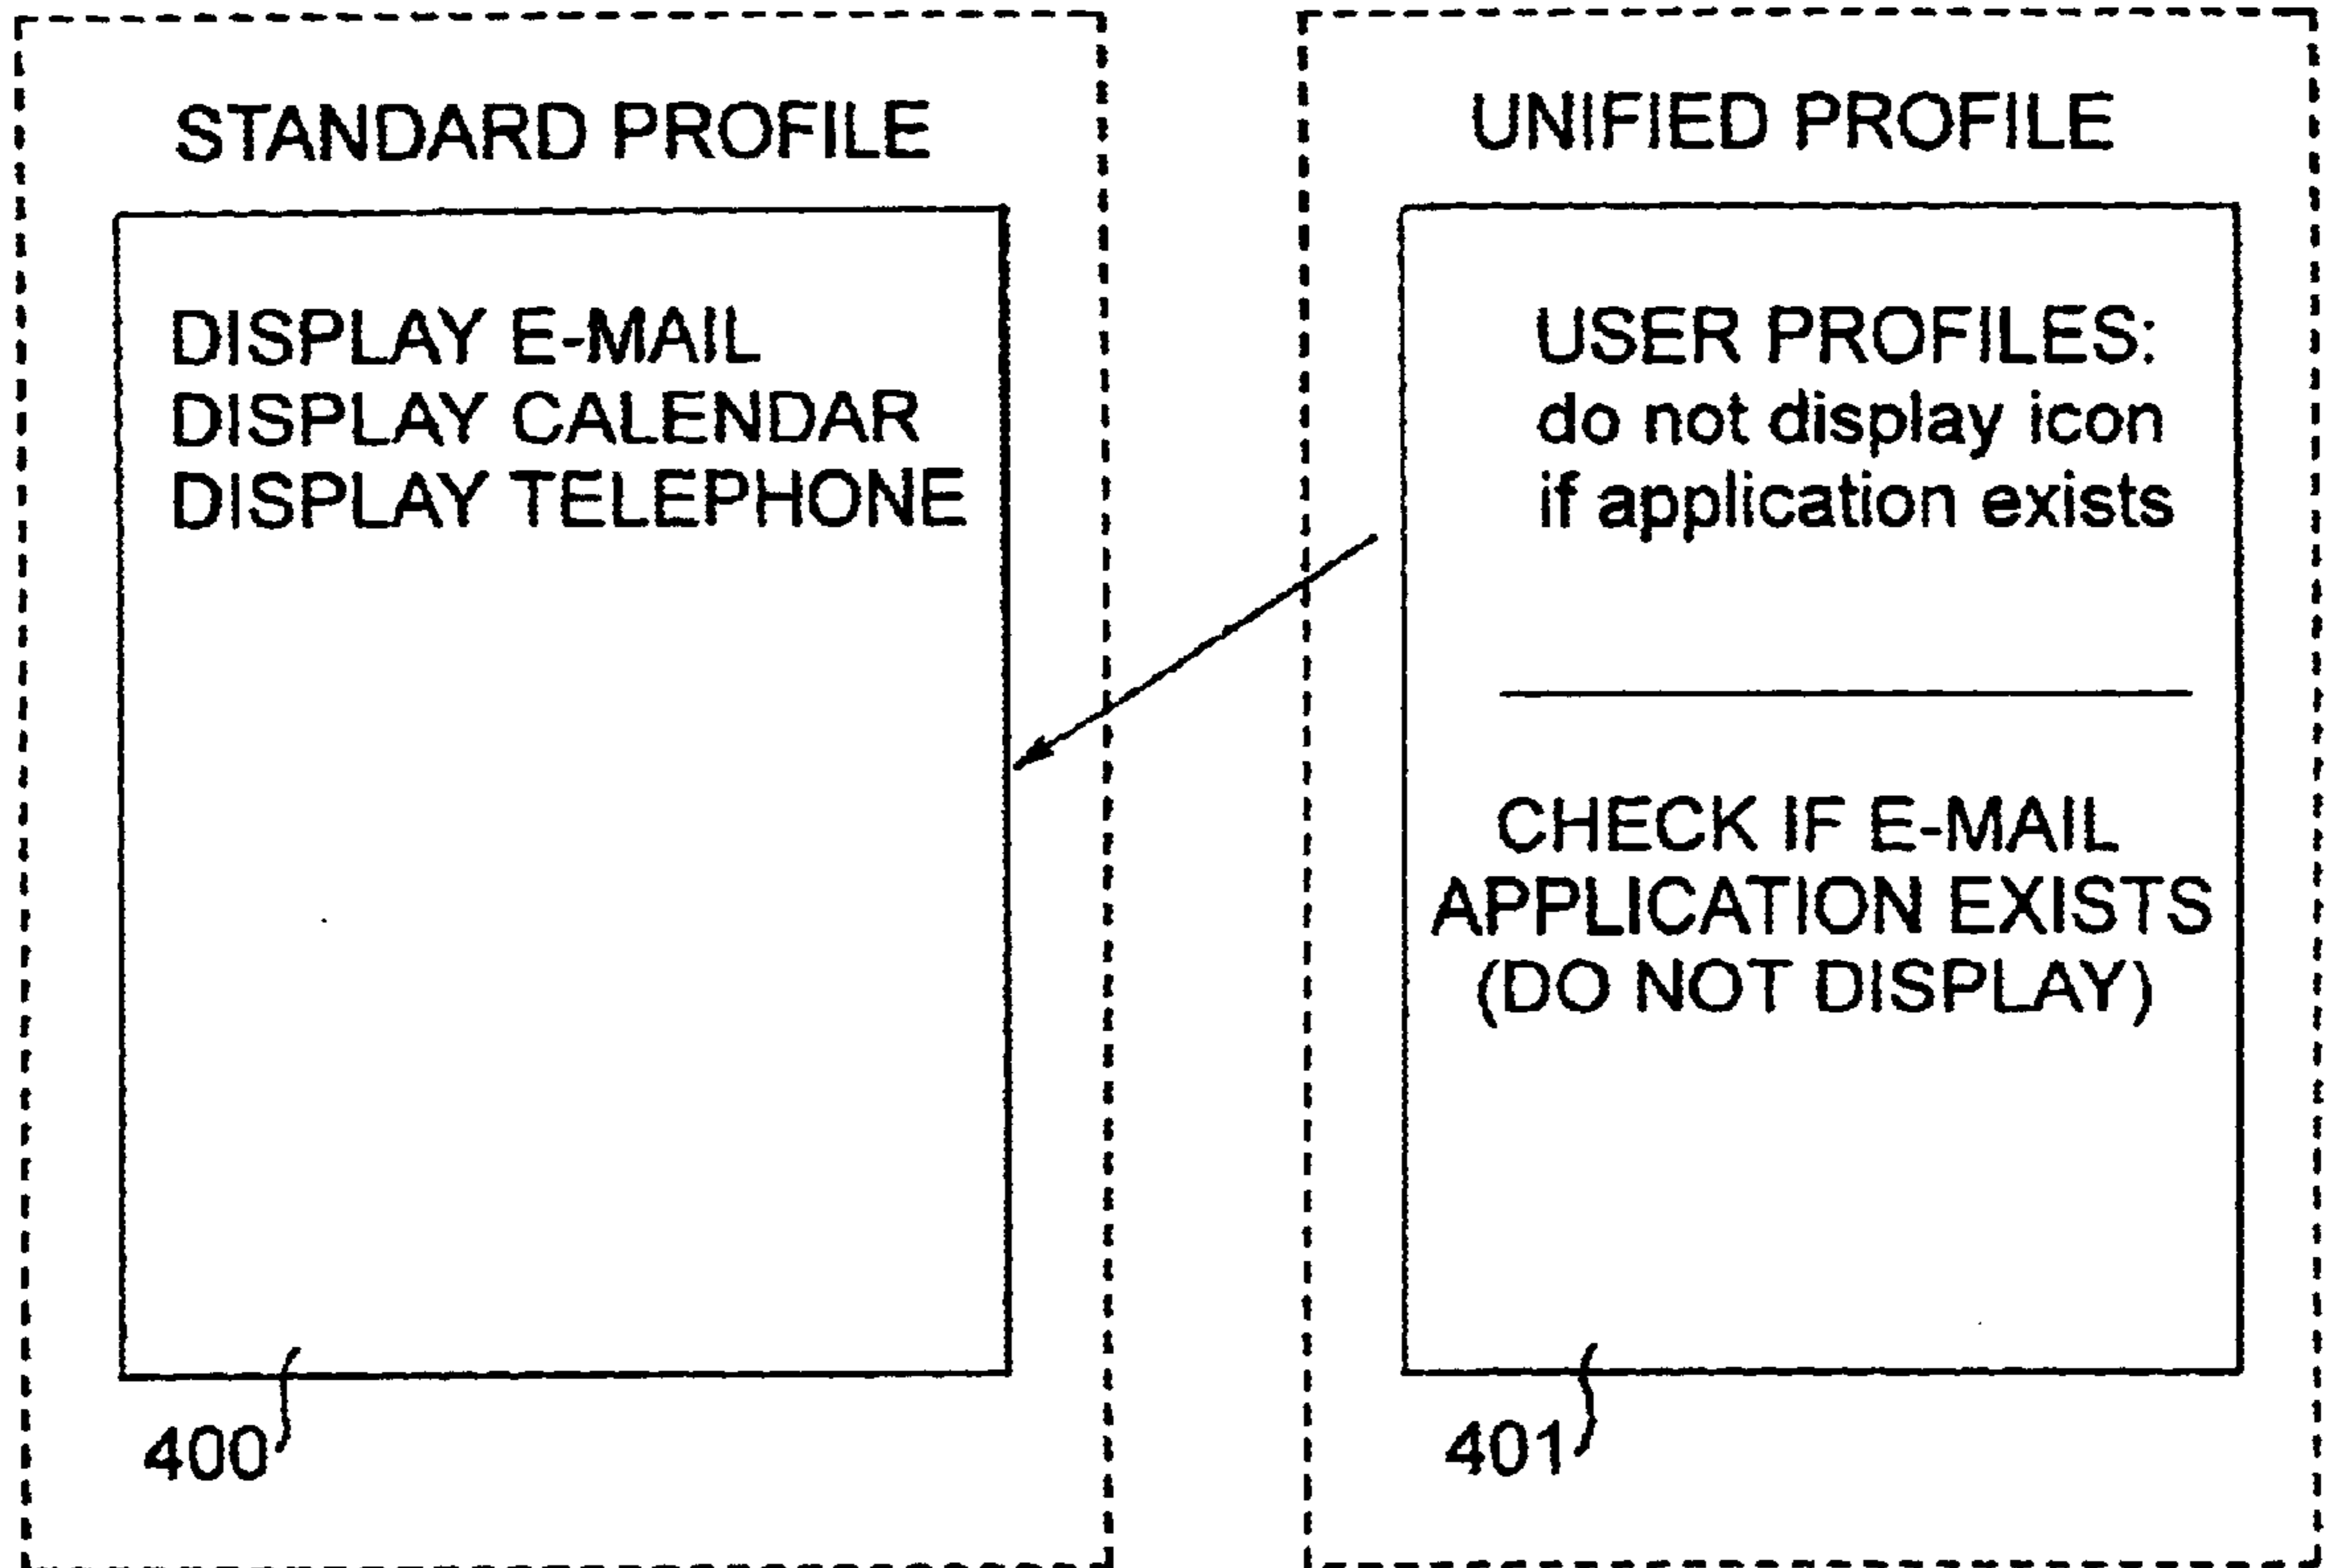 STANDARD PROFILE
DISPLAY E-MAIL
DISPLAY CALENDAR
DISPLAY TELEPHONE
400
UNIFIED PROFILE
USER PROFILES:
do not display icon
if application exists
CHECK IF E-MAIL
APPLICATION EXISTS
(DO NOT DISPLAY)
401